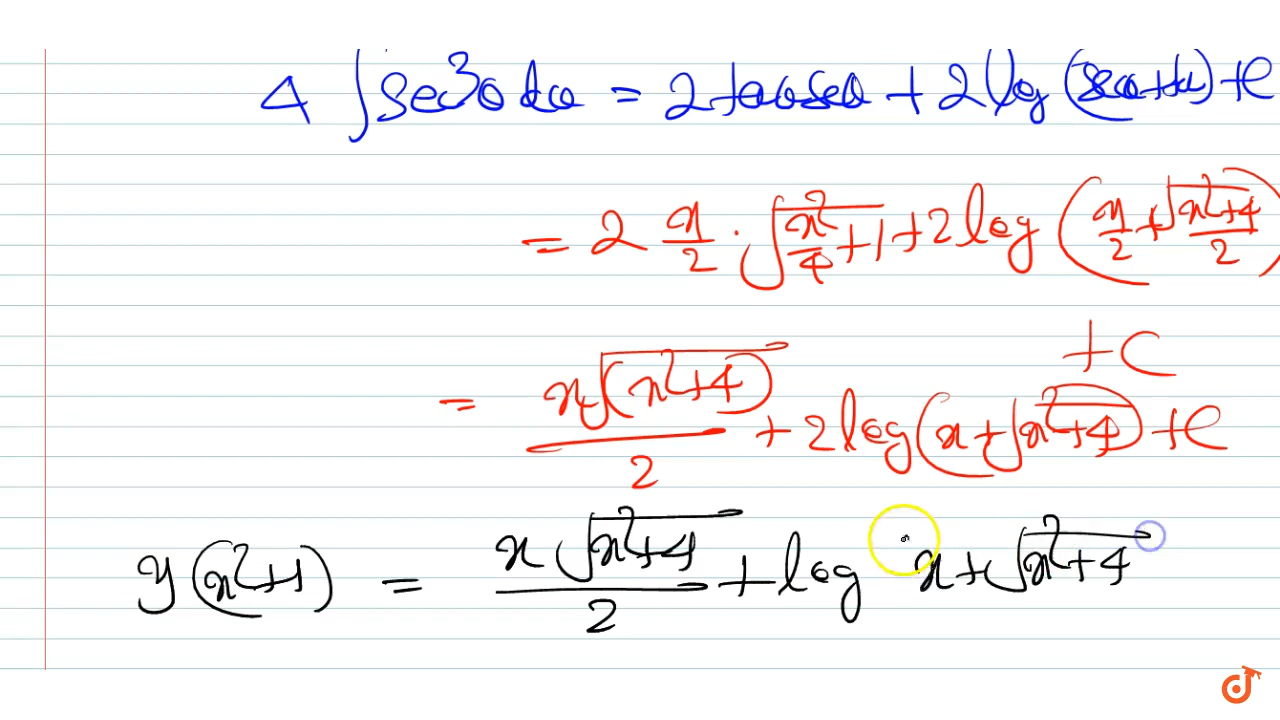 4 ∫ sec³θ dθ = 2 tanθ secθ + 2 log (secθ + tan) + c
= 2 x/2 · √(x²/4 + 1) + 2 log (x/2 + √(x²+4)/2)
+ C
= x√(x²+4)/2 + 2 log (x + √(x²+4)) + c
y(x²+1) = x√(x²+4)/2 + log x + √(x²+4)